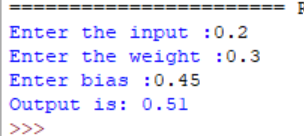 ======================= R
Enter the input :0.2
Enter the weight :0.3
Enter bias :0.45
Output is: 0.51
>>>